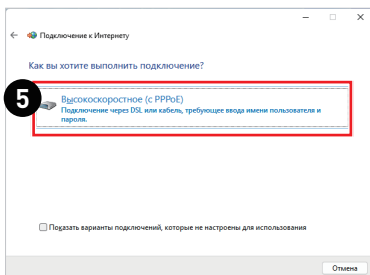 Подключение к Интернету
Как вы хотите выполнить подключение?
5
Высокоскоростное (с PPPoE)
Подключение через DSL или кабель, требующее ввода имени пользователя и
пароля.
Показать варианты подключений, которые не настроены для использования
Отмена